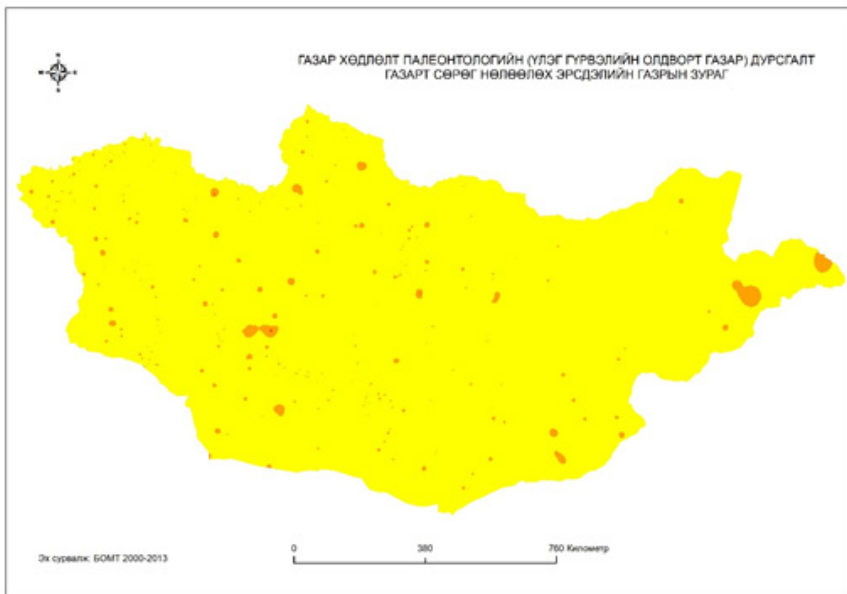 ГАЗАР ХӨДЛӨЛТ ПАЛЕОНТОЛОГИЙН (ҮЛЭГ ГҮРВЭЛИЙН ОЛДВОРТ ГАЗАР) ДУРСГАЛТ
ГАЗАРТ СӨРӨГ НӨЛӨӨЛӨХ ЭРСДЭЛИЙН ГАЗРЫН ЗУРАГ
N
W E
S
Эх сурвалж: БОМТ 2000-2013
0 380 760 Километр